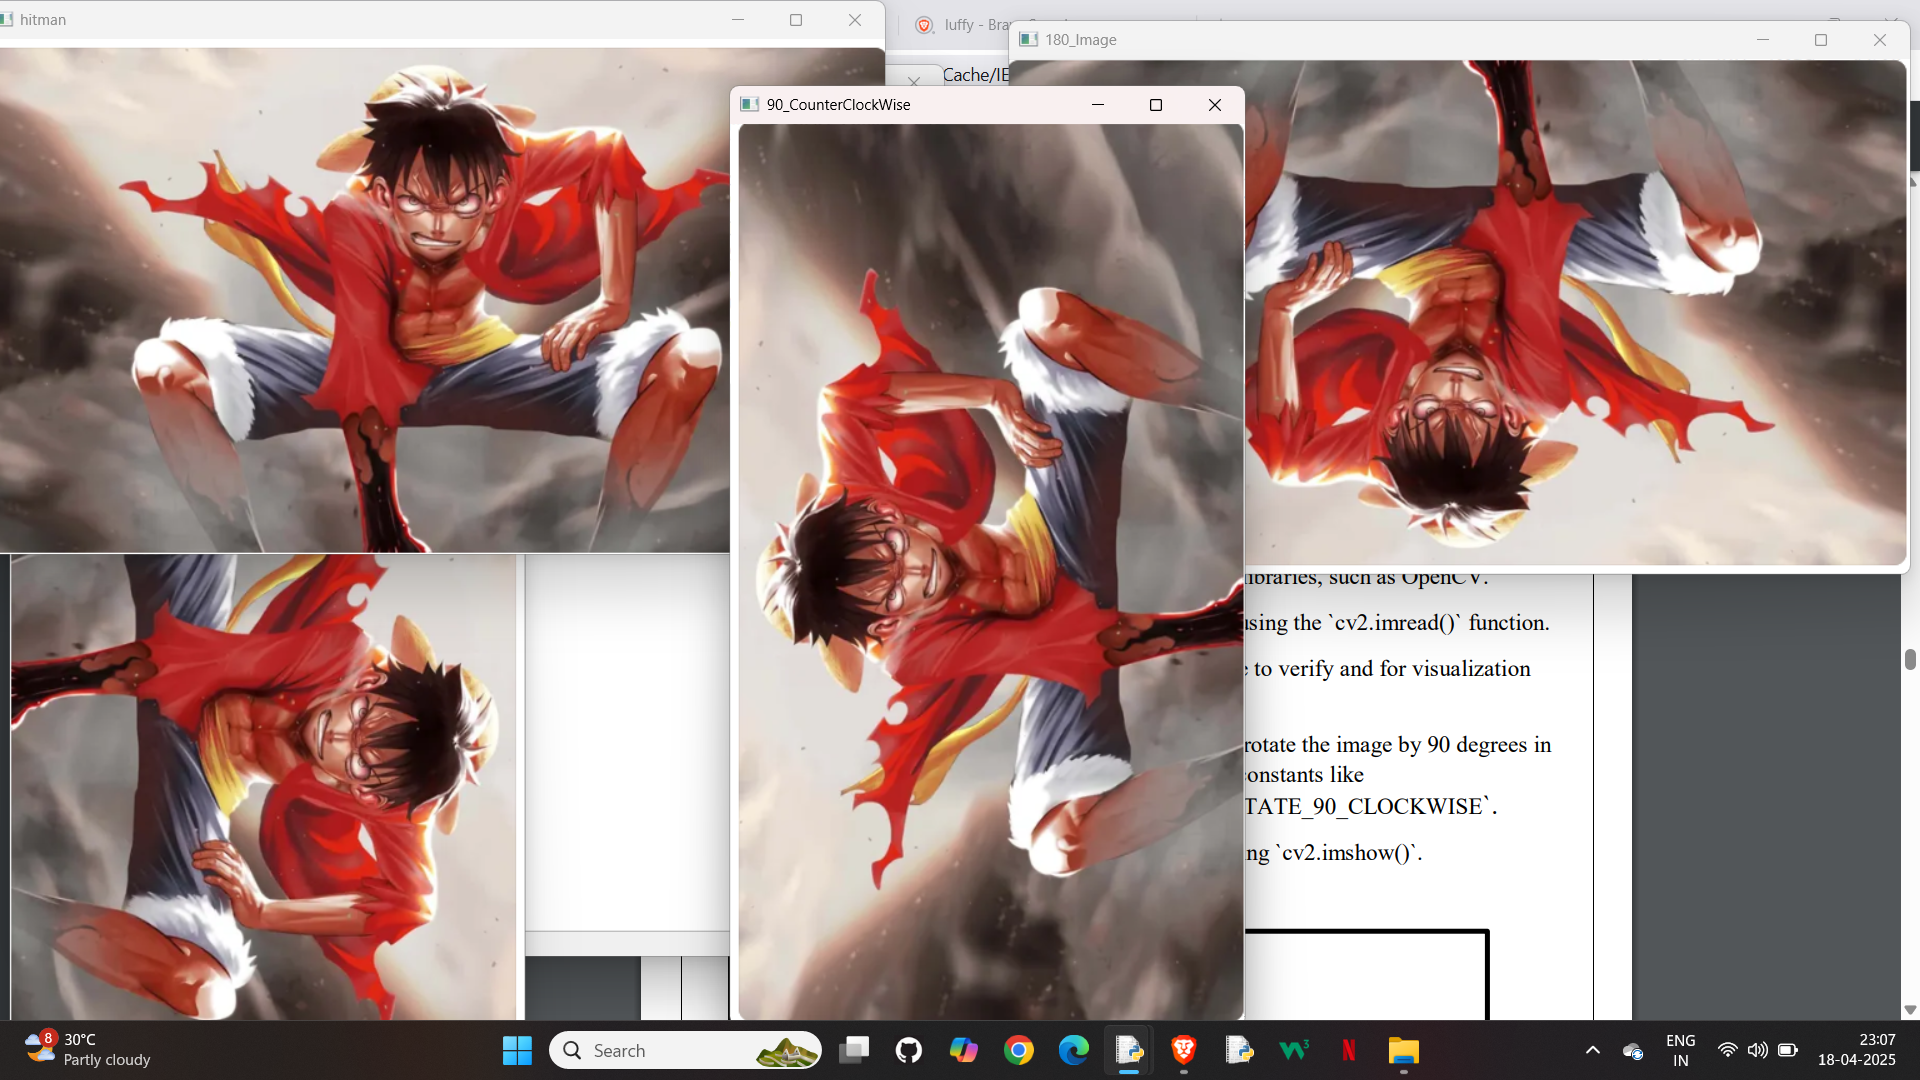 hitman
luffy - Bra
180_Image
Cache/IE
90_CounterClockWise
ibraries, such as OpenCV.
using the `cv2.imread()` function.
to verify and for visualization
rotate the image by 90 degrees in
constants like
TATE_90_CLOCKWISE`.
ng `cv2.imshow()`.
8
30°C
Partly cloudy
Search
ENG
IN
23:07
18-04-2025